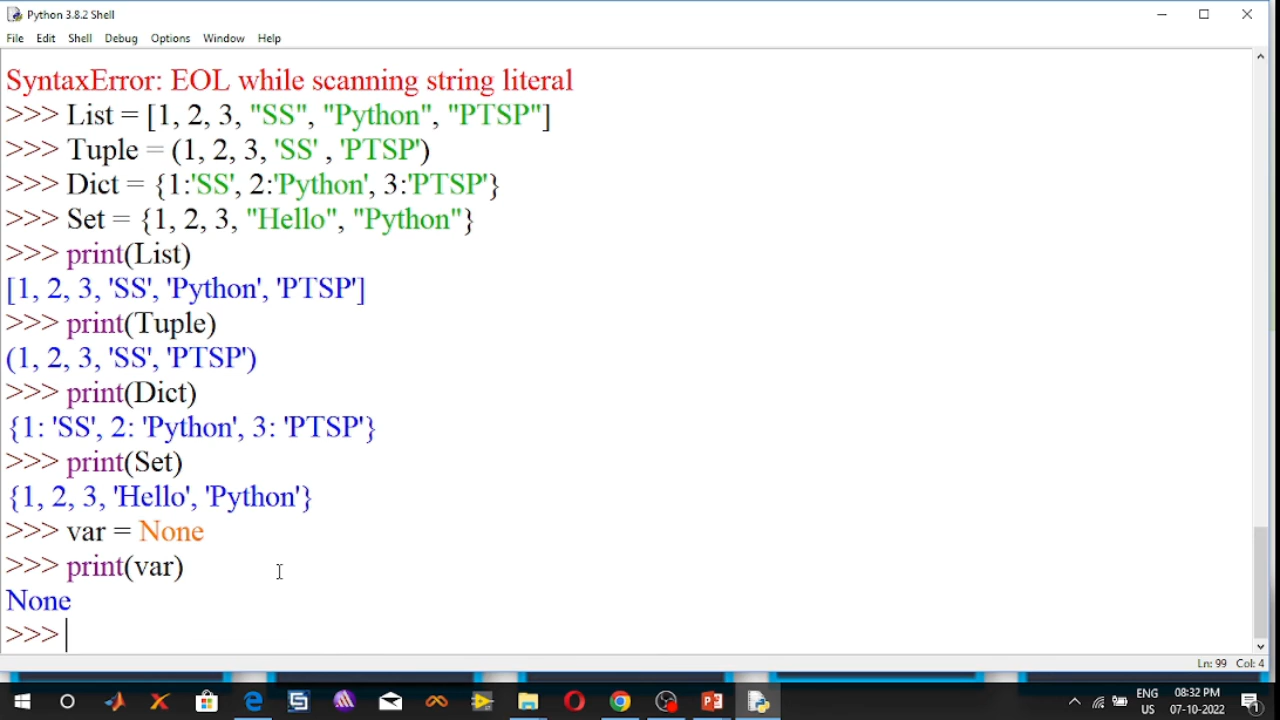 Python 3.8.2 Shell
File Edit Shell Debug Options Window Help
SyntaxError: EOL while scanning string literal
>>> List = [1, 2, 3, "SS", "Python", "PTSP"]
>>> Tuple = (1, 2, 3, 'SS' , 'PTSP')
>>> Dict = {1:'SS', 2:'Python', 3:'PTSP'}
>>> Set = {1, 2, 3, "Hello", "Python"}
>>> print(List)
[1, 2, 3, 'SS', 'Python', 'PTSP']
>>> print(Tuple)
(1, 2, 3, 'SS', 'PTSP')
>>> print(Dict)
{1: 'SS', 2: 'Python', 3: 'PTSP'}
>>> print(Set)
{1, 2, 3, 'Hello', 'Python'}
>>> var = None
>>> print(var)
None
>>>
Ln: 99 Col: 4
ENG 08:32 PM
US 07-10-2022